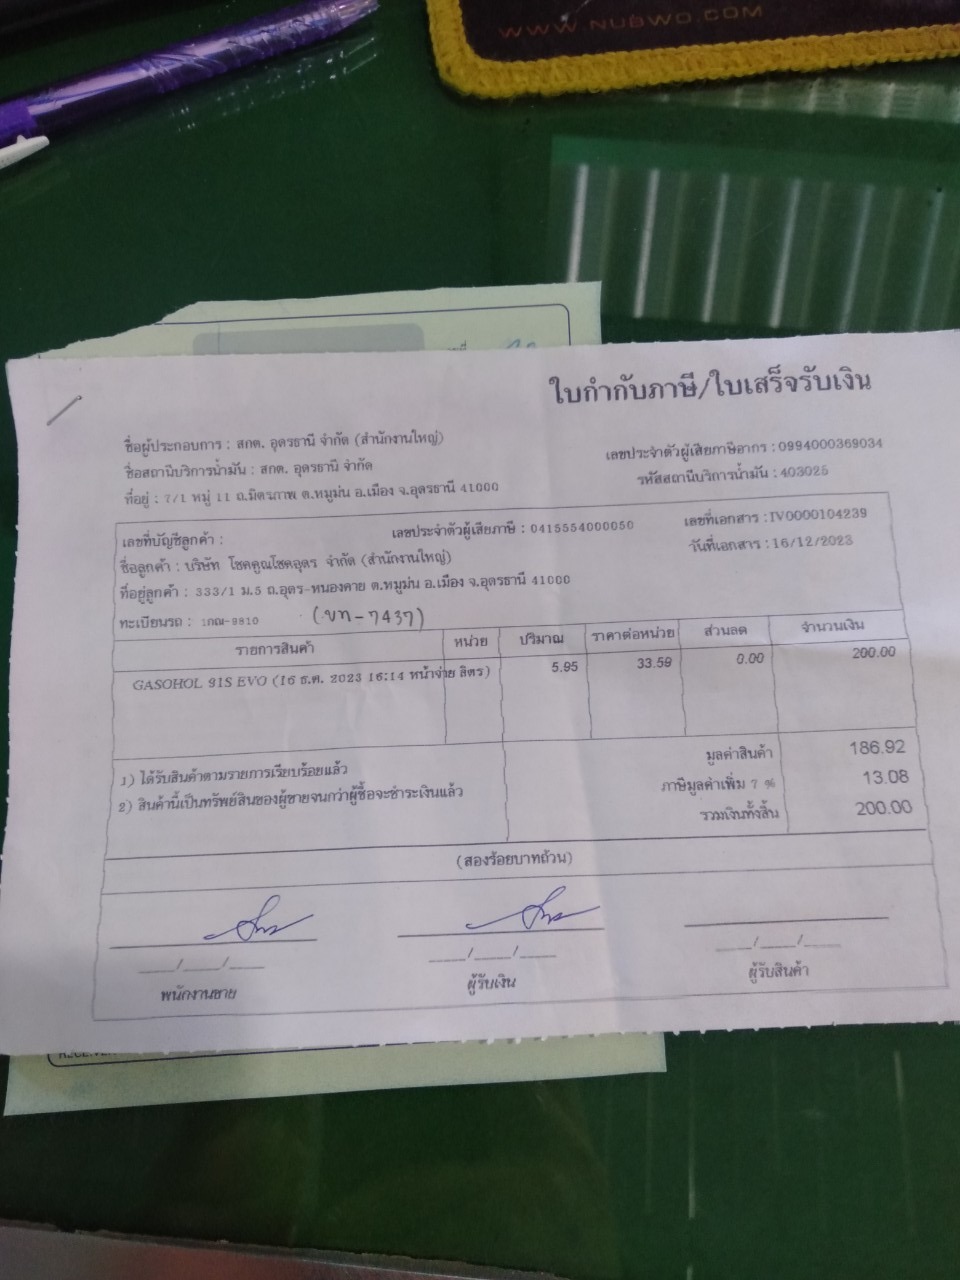 WWW.NUBWO.COM
ใบกำกับภาษี/ใบเสร็จรับเงิน
ชื่อผู้ประกอบการ : สกต. อุดรธานี จำกัด (สำนักงานใหญ่)
เลขประจำตัวผู้เสียภาษีอากร : 0994000369034
ชื่อสถานีบริการน้ำมัน : สกต. อุดรธานี จำกัด
รหัสสถานีบริการน้ำมัน : 403025
ที่อยู่ : 7/1 หมู่ 11 ถ.มิตรภาพ ต.หมูม่น อ.เมือง จ.อุดรธานี 41000
เลขที่บัญชีลูกค้า :
เลขประจำตัวผู้เสียภาษี : 0415554000050
เลขที่เอกสาร : IV0000104239
ชื่อลูกค้า : บริษัท โชคคูณโชคอุดร จำกัด (สำนักงานใหญ่)
วันที่เอกสาร : 16/12/2023
ที่อยู่ลูกค้า : 333/1 ม.5 ถ.อุดร-หนองคาย ต.หมูม่น อ.เมือง จ.อุดรธานี 41000
ทะเบียนรถ : 1กณ-9810 (บท-7437)
รายการสินค้า หน่วย ปริมาณ ราคาต่อหน่วย ส่วนลด จำนวนเงิน
GASOHOL 91S EVO (16 ธ.ค. 2023 16:14 หน้าจ่าย ลิตร) 5.95 33.59 0.00 200.00
1) ได้รับสินค้าตามรายการเรียบร้อยแล้ว
มูลค่าสินค้า 186.92
2) สินค้านี้เป็นทรัพย์สินของผู้ขายจนกว่าผู้ซื้อจะชำระเงินแล้ว
ภาษีมูลค่าเพิ่ม 7 % 13.08
รวมเงินทั้งสิ้น 200.00
(สองร้อยบาทถ้วน)
___/___/___ ___/___/___ ___/___/___
พนักงานขาย ผู้รับเงิน ผู้รับสินค้า